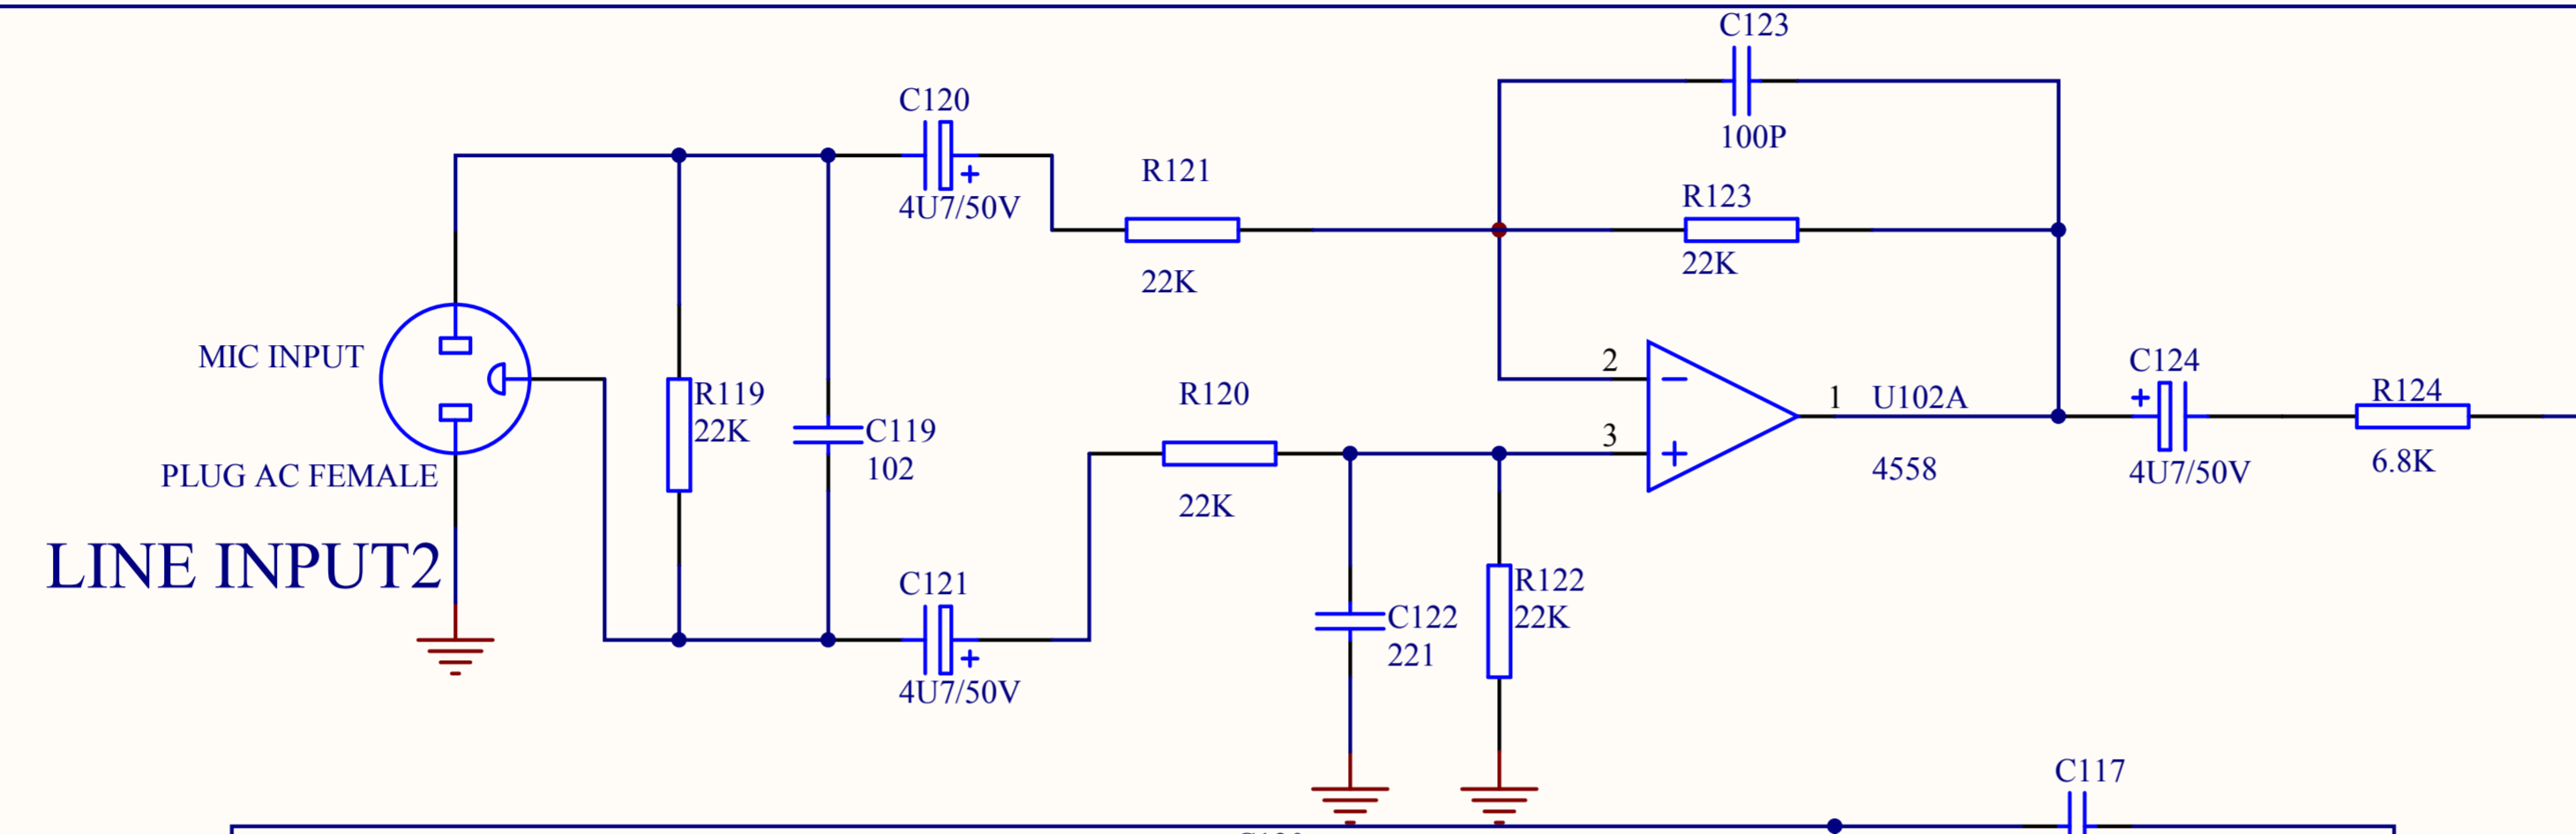 C123
100P
C120
4U7/50V
R121
22K
R123
22K
MIC INPUT
PLUG AC FEMALE
LINE INPUT2
R119
22K
C119
102
R120
22K
2
3
1
U102A
4558
C124
4U7/50V
R124
6.8K
C121
4U7/50V
C122
221
R122
22K
C117